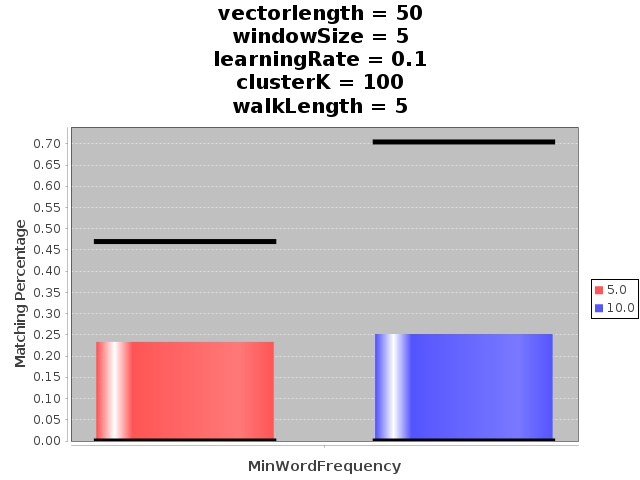 vectorlength = 50
windowSize = 5
learningRate = 0.1
clusterK = 100
walkLength = 5
0.70
0.65
0.60
0.55
0.50
0.45
0.40
0.35
0.30
0.25
0.20
0.15
0.10
0.05
0.00
Matching Percentage
MinWordFrequency
5.0
10.0